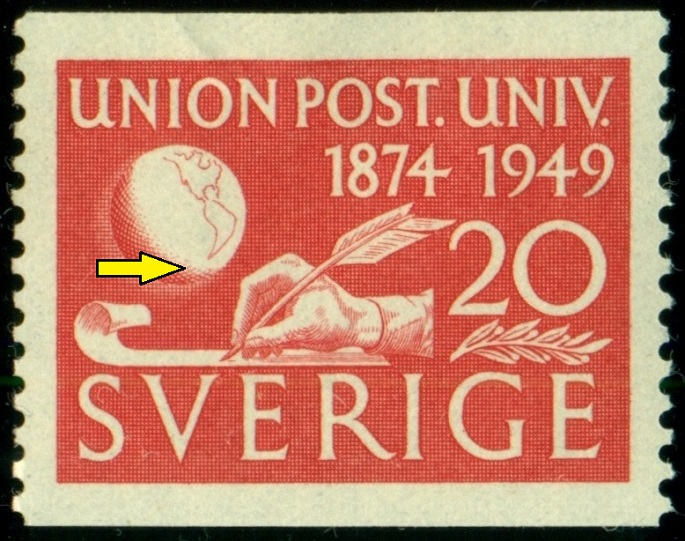 UNION POST. UNIV.
1874 1949
20
SVERIGE